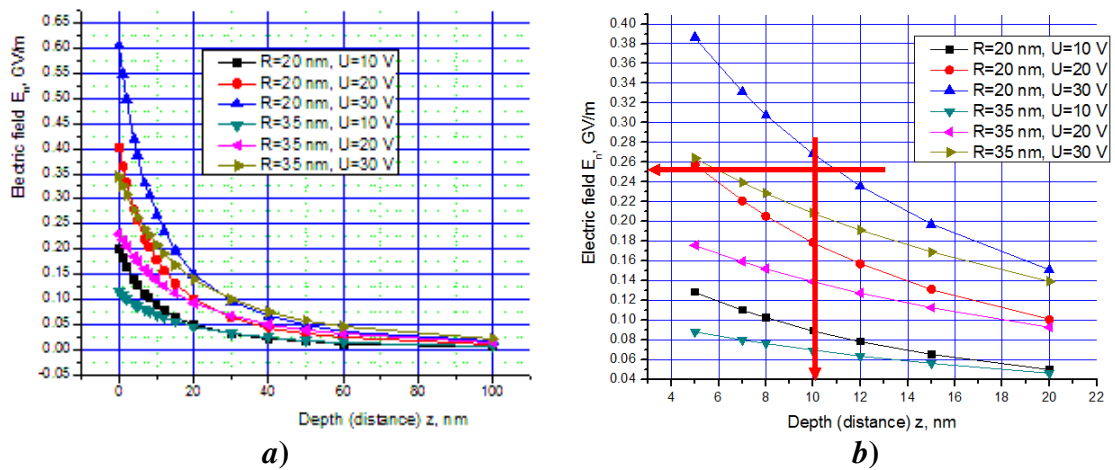 0.65
0.60
0.55
0.50
0.45
0.40
0.35
0.30
0.25
0.20
0.15
0.10
0.05
0.00
-0.05
Electric field Eₙ, GV/m
R=20 nm, U=10 V
R=20 nm, U=20 V
R=20 nm, U=30 V
R=35 nm, U=10 V
R=35 nm, U=20 V
R=35 nm, U=30 V
0 20 40 60 80 100
Depth (distance) z, nm
a)
0.40
0.38
0.36
0.34
0.32
0.30
0.28
0.26
0.24
0.22
0.20
0.18
0.16
0.14
0.12
0.10
0.08
0.06
0.04
Electric field Eₙ, GV/m
R=20 nm, U=10 V
R=20 nm, U=20 V
R=20 nm, U=30 V
R=35 nm, U=10 V
R=35 nm, U=20 V
R=35 nm, U=30 V
4 6 8 10 12 14 16 18 20 22
Depth (distance) z, nm
b)